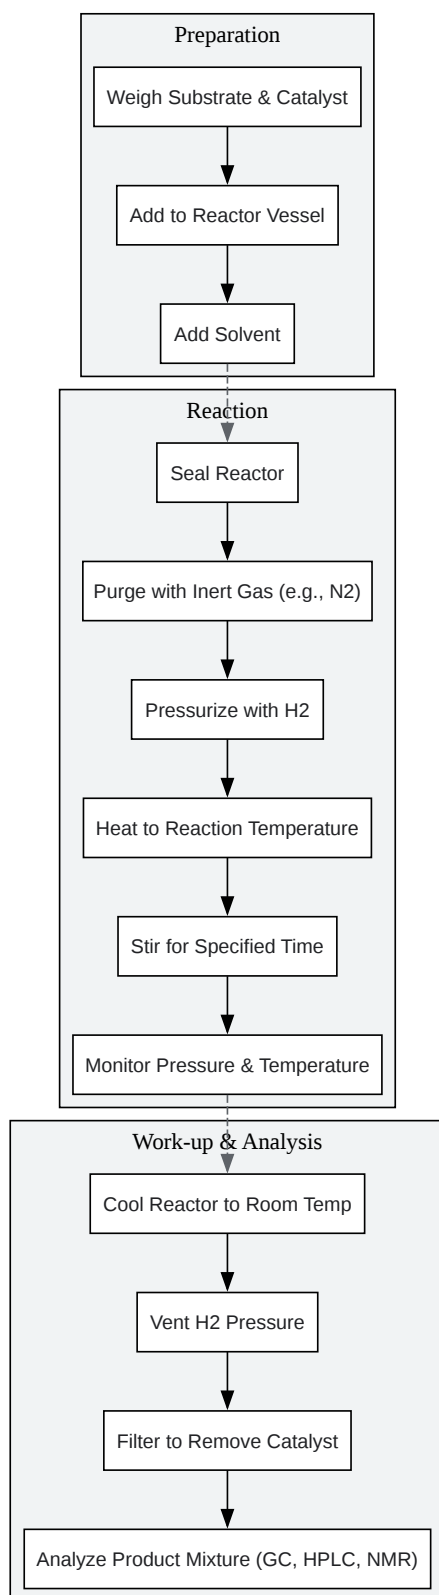 Preparation
Weigh Substrate & Catalyst
Add to Reactor Vessel
Add Solvent
Reaction
Seal Reactor
Purge with Inert Gas (e.g., N2)
Pressurize with H2
Heat to Reaction Temperature
Stir for Specified Time
Monitor Pressure & Temperature
Work-up & Analysis
Cool Reactor to Room Temp
Vent H2 Pressure
Filter to Remove Catalyst
Analyze Product Mixture (GC, HPLC, NMR)